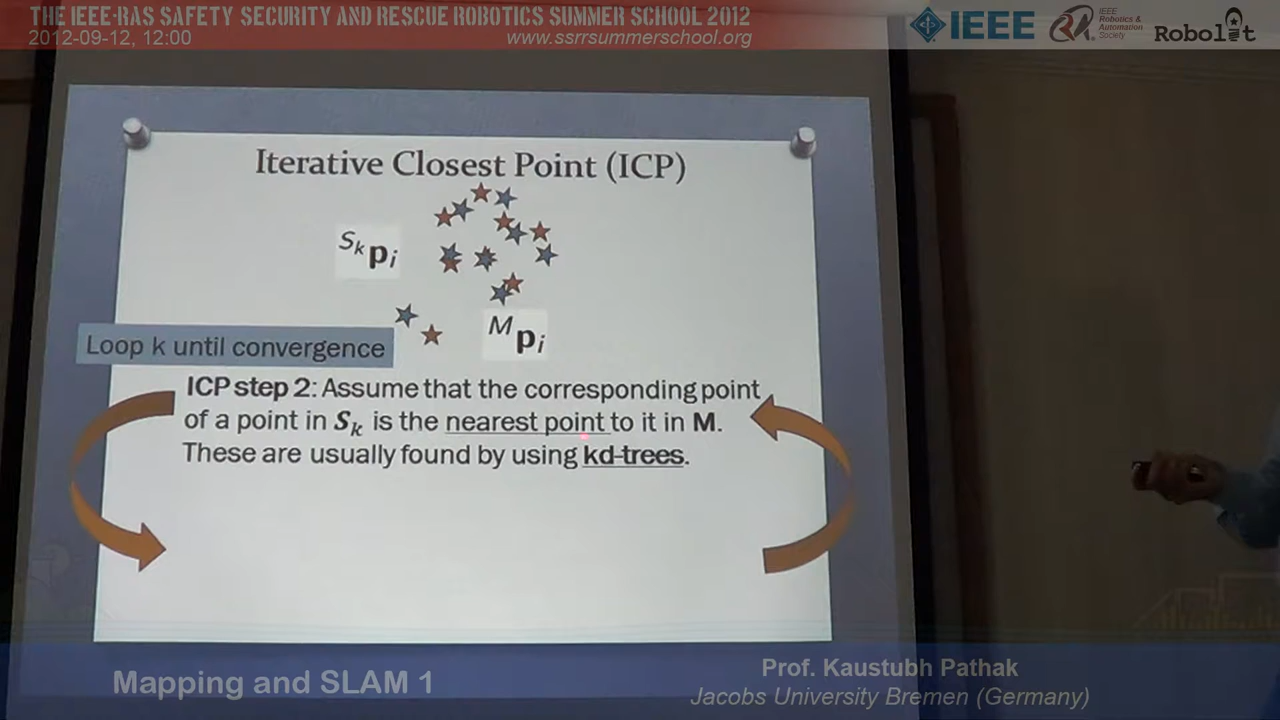 THE IEEE-RAS SAFETY SECURITY AND RESCUE ROBOTICS SUMMER SCHOOL 2012
2012-09-12, 12:00
www.ssrrsummerschool.org
IEEE
IEEE
Robotics &
Automation
Society
Robolit
Iterative Closest Point (ICP)
Sk pi
M pi
Loop k until convergence
ICP step 2: Assume that the corresponding point
of a point in Sk is the nearest point to it in M.
These are usually found by using kd-trees.
Mapping and SLAM 1
Prof. Kaustubh Pathak
Jacobs University Bremen (Germany)